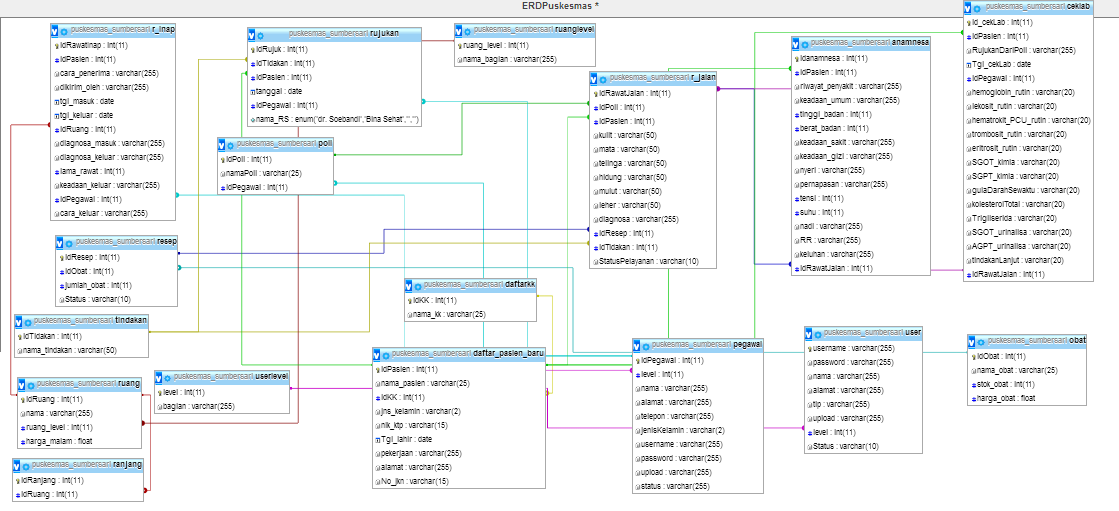 ERDPuskesmas *
puskesmas_sumbersari r_inap
idRawatInap : int(11)
idPasien : int(11)
cara_penerima : varchar(255)
dikirim_oleh : varchar(255)
tgl_masuk : date
tgl_keluar : date
idRuang : int(11)
diagnosa_masuk : varchar(255)
diagnosa_keluar : varchar(255)
lama_rawat : int(11)
keadaan_keluar : varchar(255)
idPegawai : int(11)
cara_keluar : varchar(255)
puskesmas_sumbersari rujukan
idRujuk : int(11)
idTidakan : int(11)
idPasien : int(11)
tanggal : date
idPegawai : int(11)
nama_RS : enum('dr. Soebandi','Bina Sehat','','')
puskesmas_sumbersari ruanglevel
ruang_level : int(11)
nama_bagian : varchar(255)
puskesmas_sumbersari r_jalan
idRawatJalan : int(11)
idPoli : int(11)
idPasien : int(11)
kulit : varchar(50)
mata : varchar(50)
telinga : varchar(50)
hidung : varchar(50)
mulut : varchar(50)
leher : varchar(50)
diagnosa : varchar(255)
idResep : int(11)
idTidakan : int(11)
StatusPelayanan : varchar(10)
puskesmas_sumbersari anamnesa
idanamnesa : int(11)
idPasien : int(11)
riwayat_penyakit : varchar(255)
keadaan_umum : varchar(255)
tinggi_badan : int(11)
berat_badan : int(11)
keadaan_sakit : varchar(255)
keadaan_gizi : varchar(255)
nyeri : varchar(255)
pernapasan : varchar(255)
tensi : int(11)
suhu : int(11)
nadi : varchar(255)
RR : varchar(255)
keluhan : varchar(255)
idRawatJalan : int(11)
puskesmas_sumbersari ceklab
id_cekLab : int(11)
idPasien : int(11)
RujukanDariPoli : varchar(255)
Tgl_cekLab : date
idPegawai : int(11)
hemoglobin_rutin : varchar(20)
lekosit_rutin : varchar(20)
hematrokit_PCU_rutin : varchar(20)
trombosit_rutin : varchar(20)
eritrosit_rutin : varchar(20)
SGOT_kimia : varchar(20)
SGPT_kimia : varchar(20)
gulaDarahSewaktu : varchar(20)
kolesterolTotal : varchar(20)
Trigliserida : varchar(20)
SGOT_urinalisa : varchar(20)
AGPT_urinalisa : varchar(20)
tindakanLanjut : varchar(20)
idRawatJalan : int(11)
puskesmas_sumbersari poli
idPoli : int(11)
namaPoli : varchar(25)
idPegawai : int(11)
puskesmas_sumbersari resep
idResep : int(11)
idObat : int(11)
jumlah_obat : int(11)
Status : varchar(10)
puskesmas_sumbersari daftarkk
idKK : int(11)
nama_kk : varchar(25)
puskesmas_sumbersari tindakan
idTidakan : int(11)
nama_tindakan : varchar(50)
puskesmas_sumbersari ruang
idRuang : int(11)
nama : varchar(255)
ruang_level : int(11)
harga_malam : float
puskesmas_sumbersari userlevel
level : int(11)
bagian : varchar(255)
puskesmas_sumbersari ranjang
idRanjang : int(11)
idRuang : int(11)
puskesmas_sumbersari daftar_pasien_baru
idPasien : int(11)
nama_pasien : varchar(25)
idKK : int(11)
jns_kelamin : varchar(2)
nik_ktp : varchar(15)
Tgl_lahir : date
pekerjaan : varchar(255)
alamat : varchar(255)
No_jkn : varchar(15)
puskesmas_sumbersari pegawai
idPegawai : int(11)
level : int(11)
nama : varchar(255)
alamat : varchar(255)
telepon : varchar(255)
jenisKelamin : varchar(2)
username : varchar(255)
password : varchar(255)
upload : varchar(255)
status : varchar(255)
puskesmas_sumbersari user
username : varchar(255)
password : varchar(255)
nama : varchar(255)
alamat : varchar(255)
tlp : varchar(255)
upload : varchar(255)
level : int(11)
Status : varchar(10)
puskesmas_sumbersari obat
idObat : int(11)
nama_obat : varchar(25)
stok_obat : int(11)
harga_obat : float